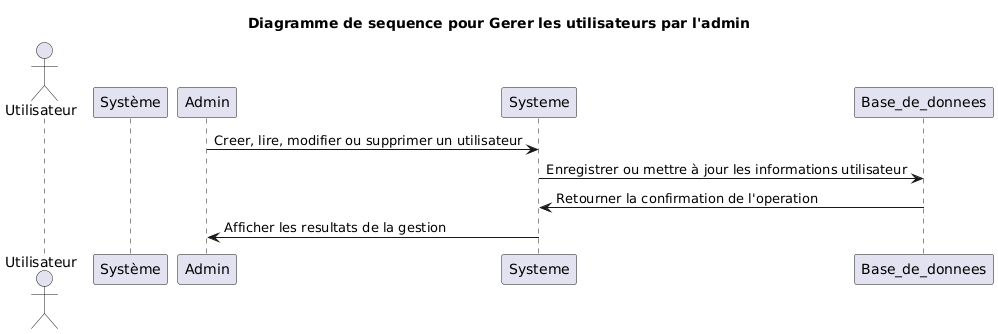 Diagramme de sequence pour Gerer les utilisateurs par l'admin
Utilisateur
Système
Admin
Systeme
Base_de_donnees
Creer, lire, modifier ou supprimer un utilisateur
Enregistrer ou mettre à jour les informations utilisateur
Retourner la confirmation de l'operation
Afficher les resultats de la gestion
Utilisateur
Système
Admin
Systeme
Base_de_donnees